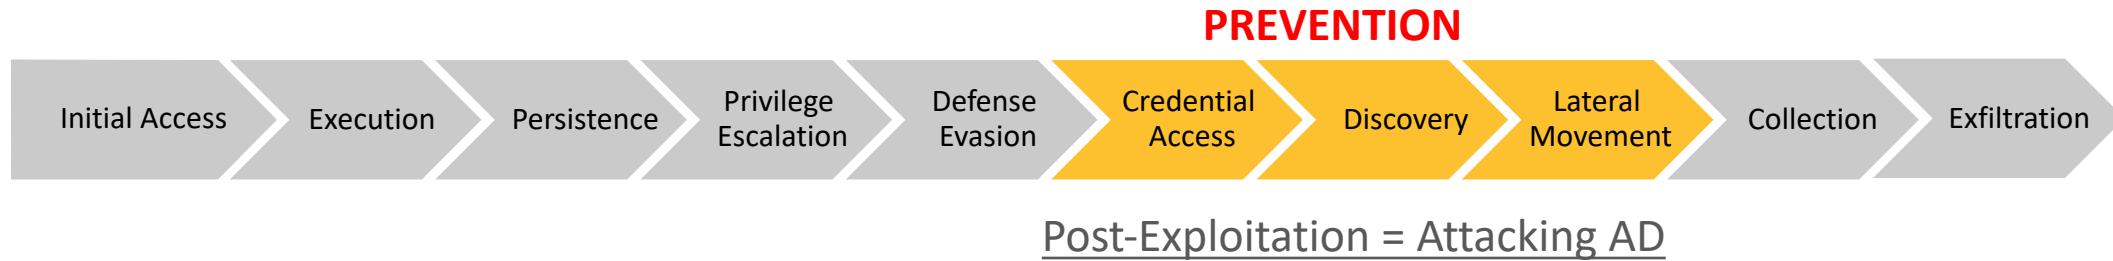 PREVENTION
Initial Access
Execution
Persistence
Privilege
Escalation
Defense
Evasion
Credential
Access
Discovery
Lateral
Movement
Collection
Exfiltration
Post-Exploitation = Attacking AD